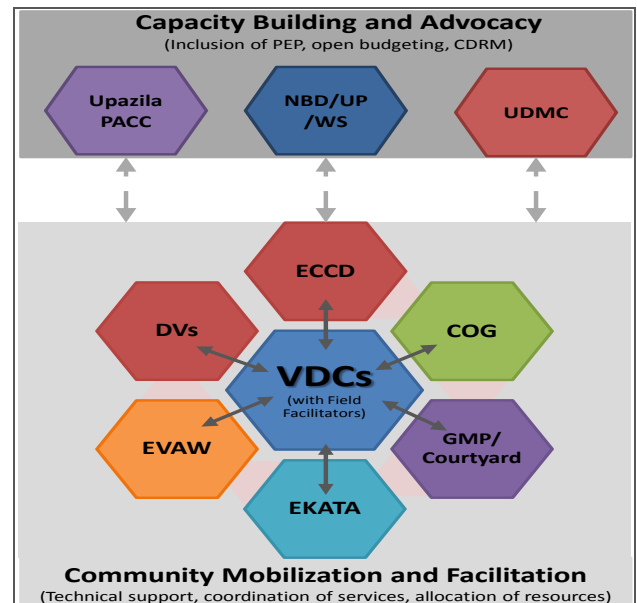 Capacity Building and Advocacy
(Inclusion of PEP, open budgeting, CDRM)
Upazila
PACC
NBD/UP
/WS
UDMC
ECCD
DVs
COG
VDCs
(with Field
Facilitators)
EVAW
GMP/
Courtyard
EKATA
Community Mobilization and Facilitation
(Technical support, coordination of services, allocation of resources)